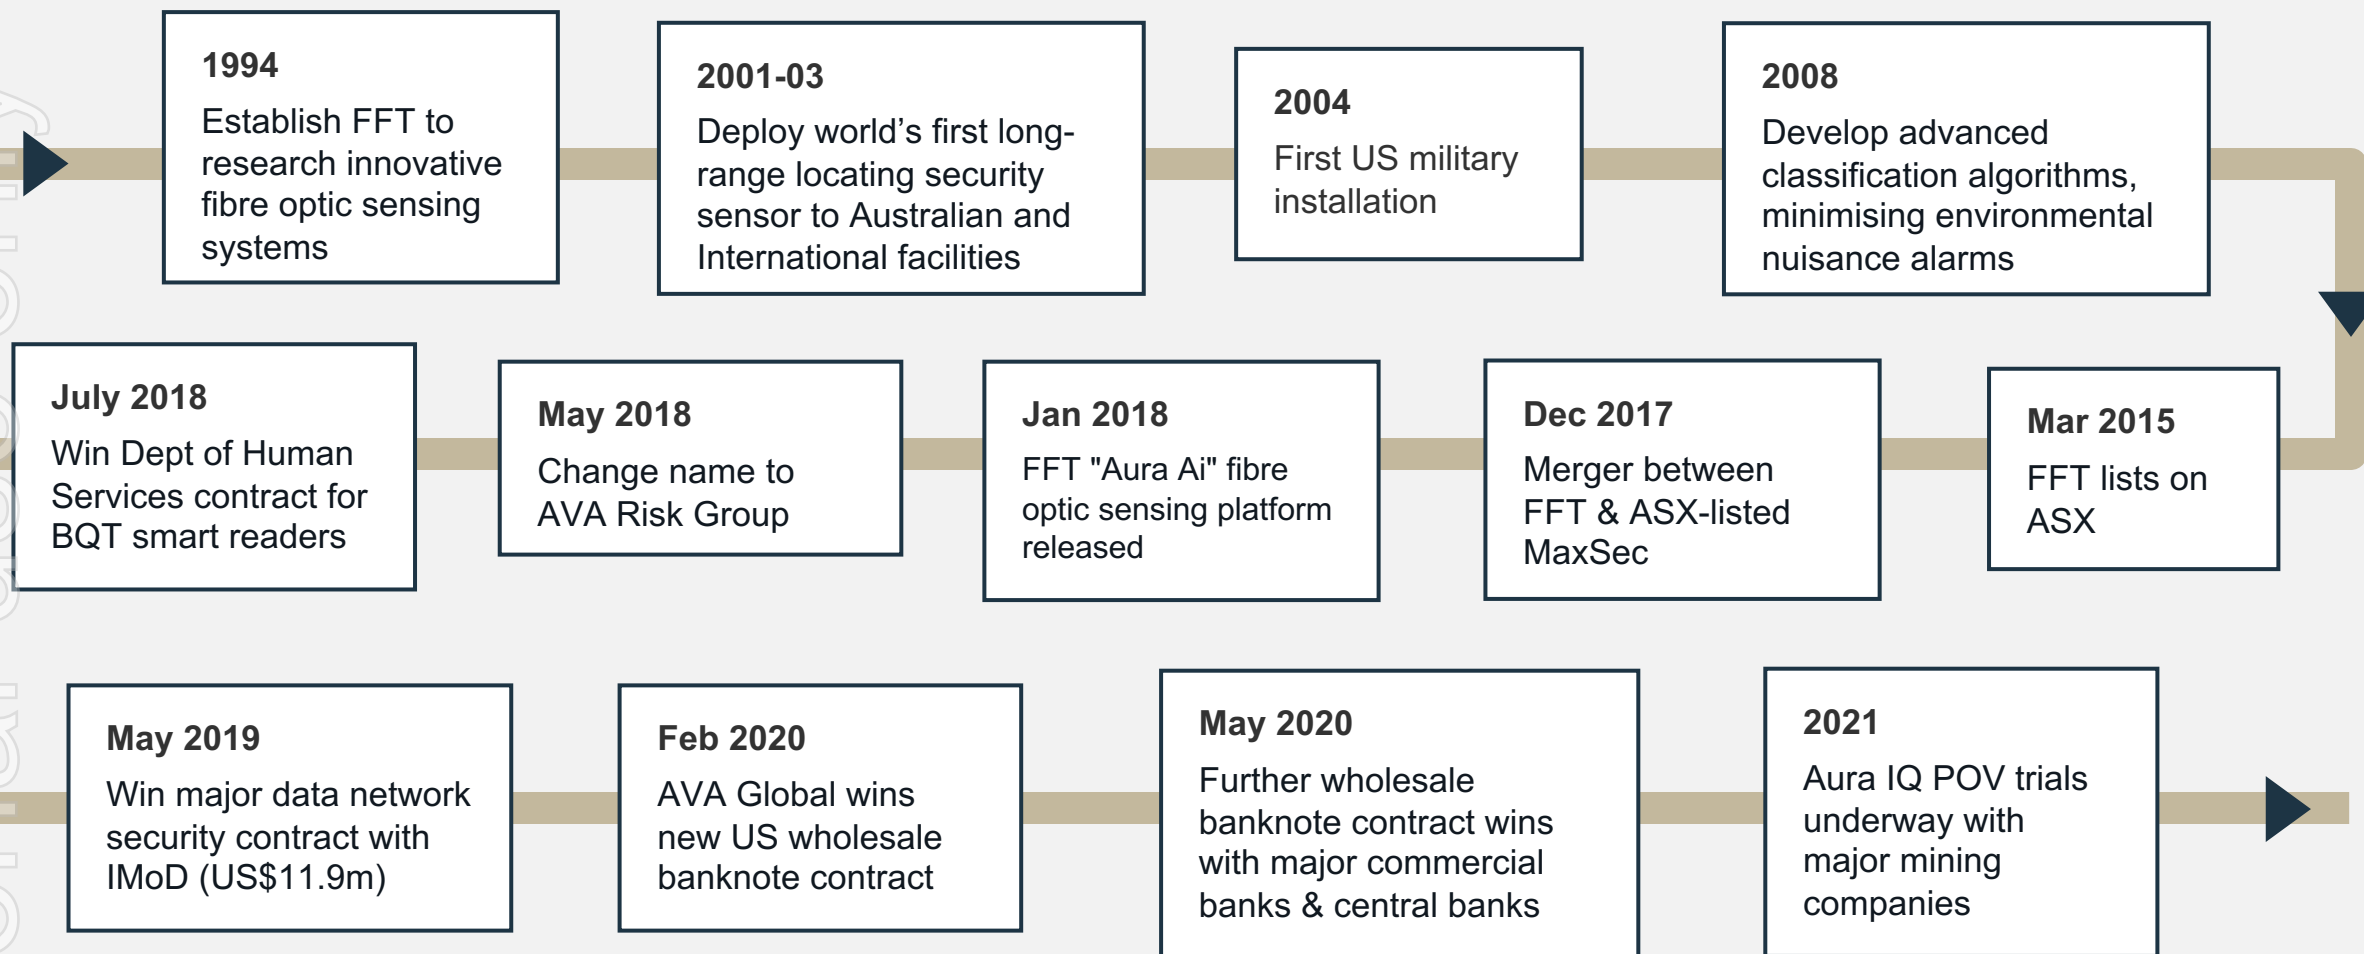 1994
Establish FFT to
research innovative
fibre optic sensing
systems
2001-03
Deploy world’s first long-
range locating security
sensor to Australian and
International facilities
2004
First US military
installation
2008
Develop advanced
classification algorithms,
minimising environmental
nuisance alarms
Mar 2015
FFT lists on
ASX
Dec 2017
Merger between
FFT & ASX-listed
MaxSec
Jan 2018
FFT "Aura Ai" fibre
optic sensing platform
released
May 2018
Change name to
AVA Risk Group
July 2018
Win Dept of Human
Services contract for
BQT smart readers
May 2019
Win major data network
security contract with
IMoD (US$11.9m)
Feb 2020
AVA Global wins
new US wholesale
banknote contract
May 2020
Further wholesale
banknote contract wins
with major commercial
banks & central banks
2021
Aura IQ POV trials
underway with
major mining
companies